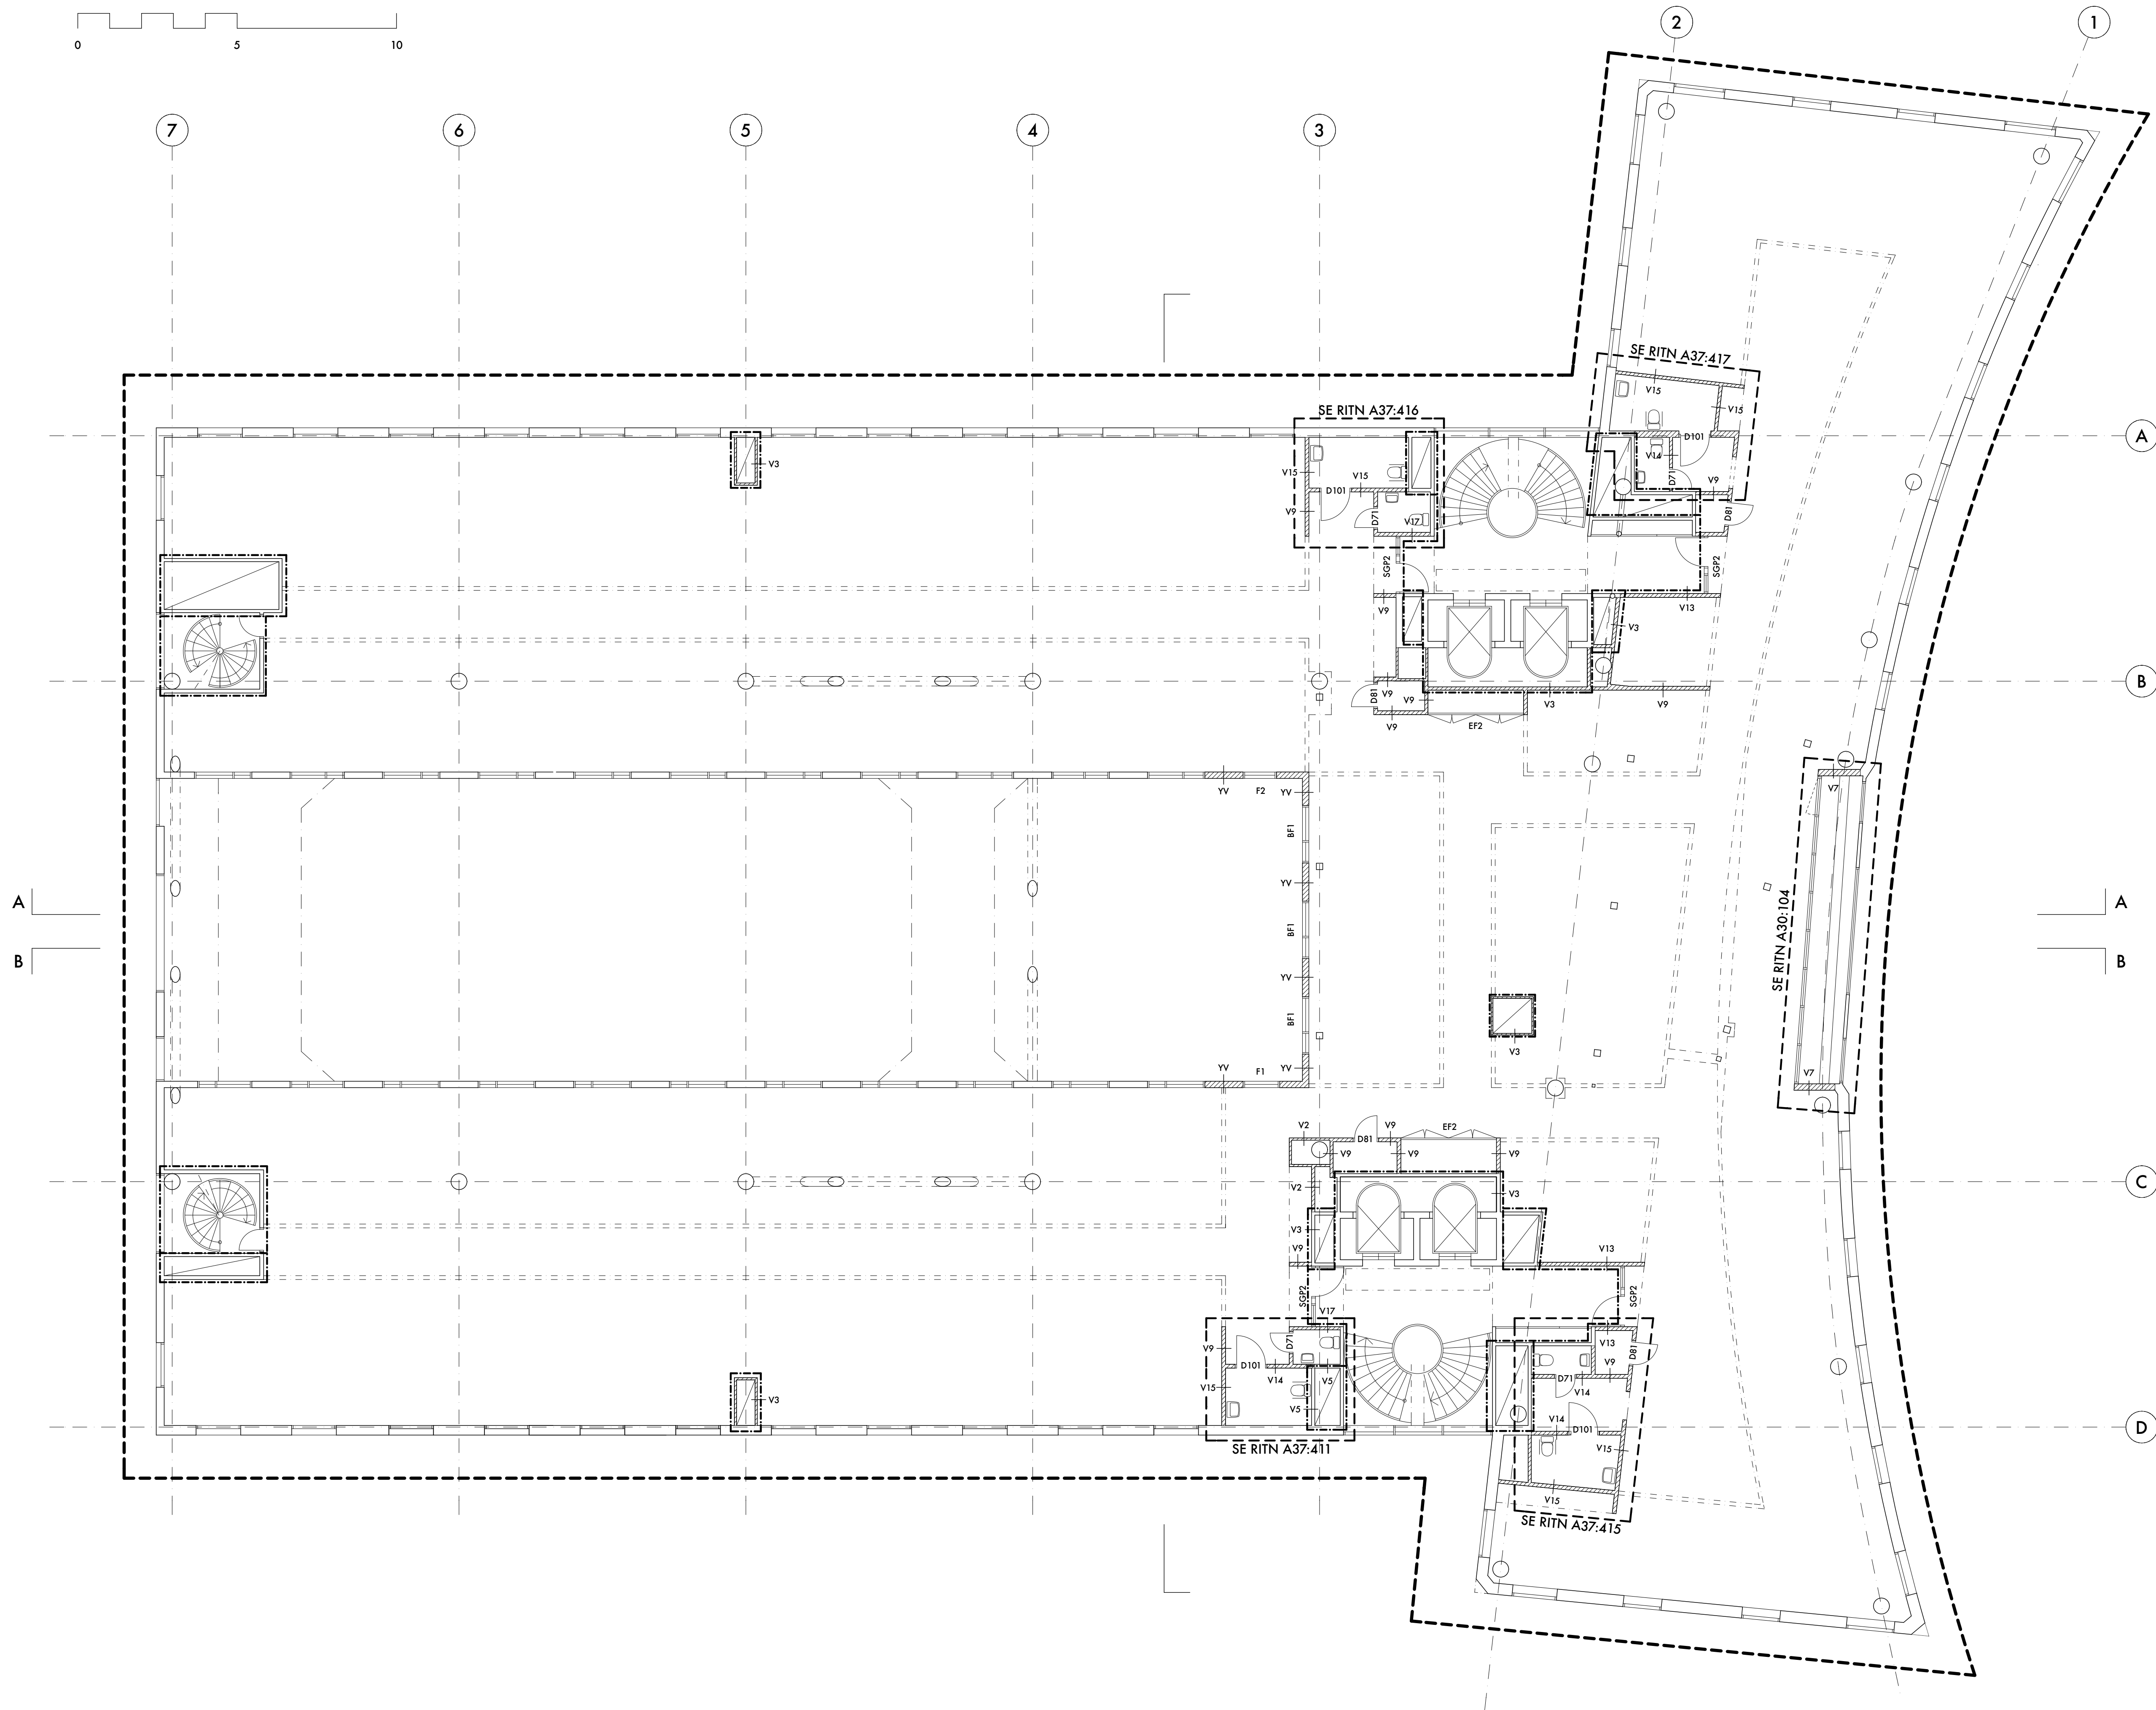 0 5 10
2 1
7 6 5 4 3
SE RITN A37:417
V15
V15
SE RITN A37:416
A
D101
V14
V3
V15
V15
D71
V9
D101
V9
D71
V17
D81
SGP2
SGP2
V9
V13
V3
B
V9
D81
V9
V3
V9
V9
EF2
YV
F2
YV
V7
BF1
YV
A
A
BF1
SE RITN A30:104
B
B
YV
BF1
V3
YV
F1
YV
V7
V2
D81
V9
EF2
V9
V9
V9
C
V2
V3
V3
V9
V13
SGP2
SGP2
V17
V13
D71
V9
D81
D101
V14
V5
V9
D71
V14
V15
V3
V5
V14
D101
D
SE RITN A37:411
V15
V15
SE RITN A37:415